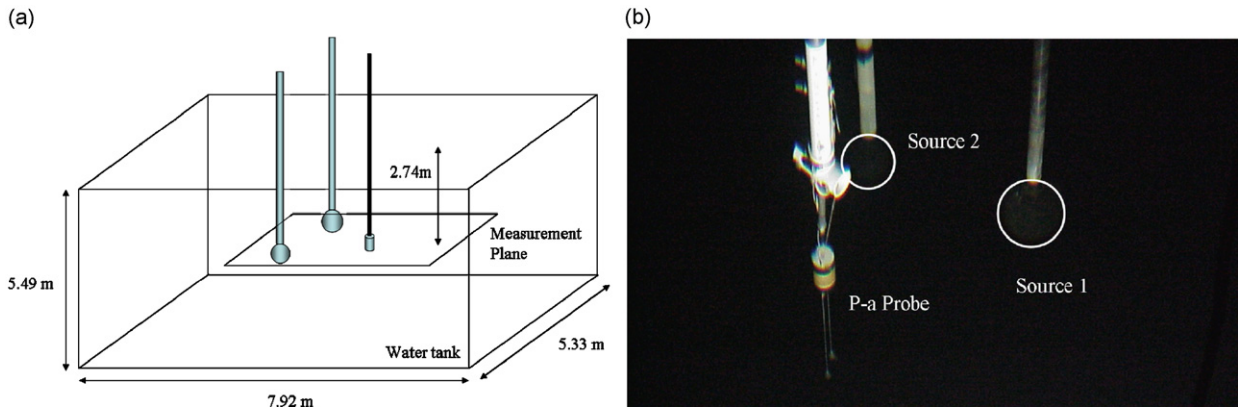 (a)
2.74m
Measurement
Plane
5.49 m
Water tank
5.33 m
7.92 m
(b)
Source 2
Source 1
P-a Probe